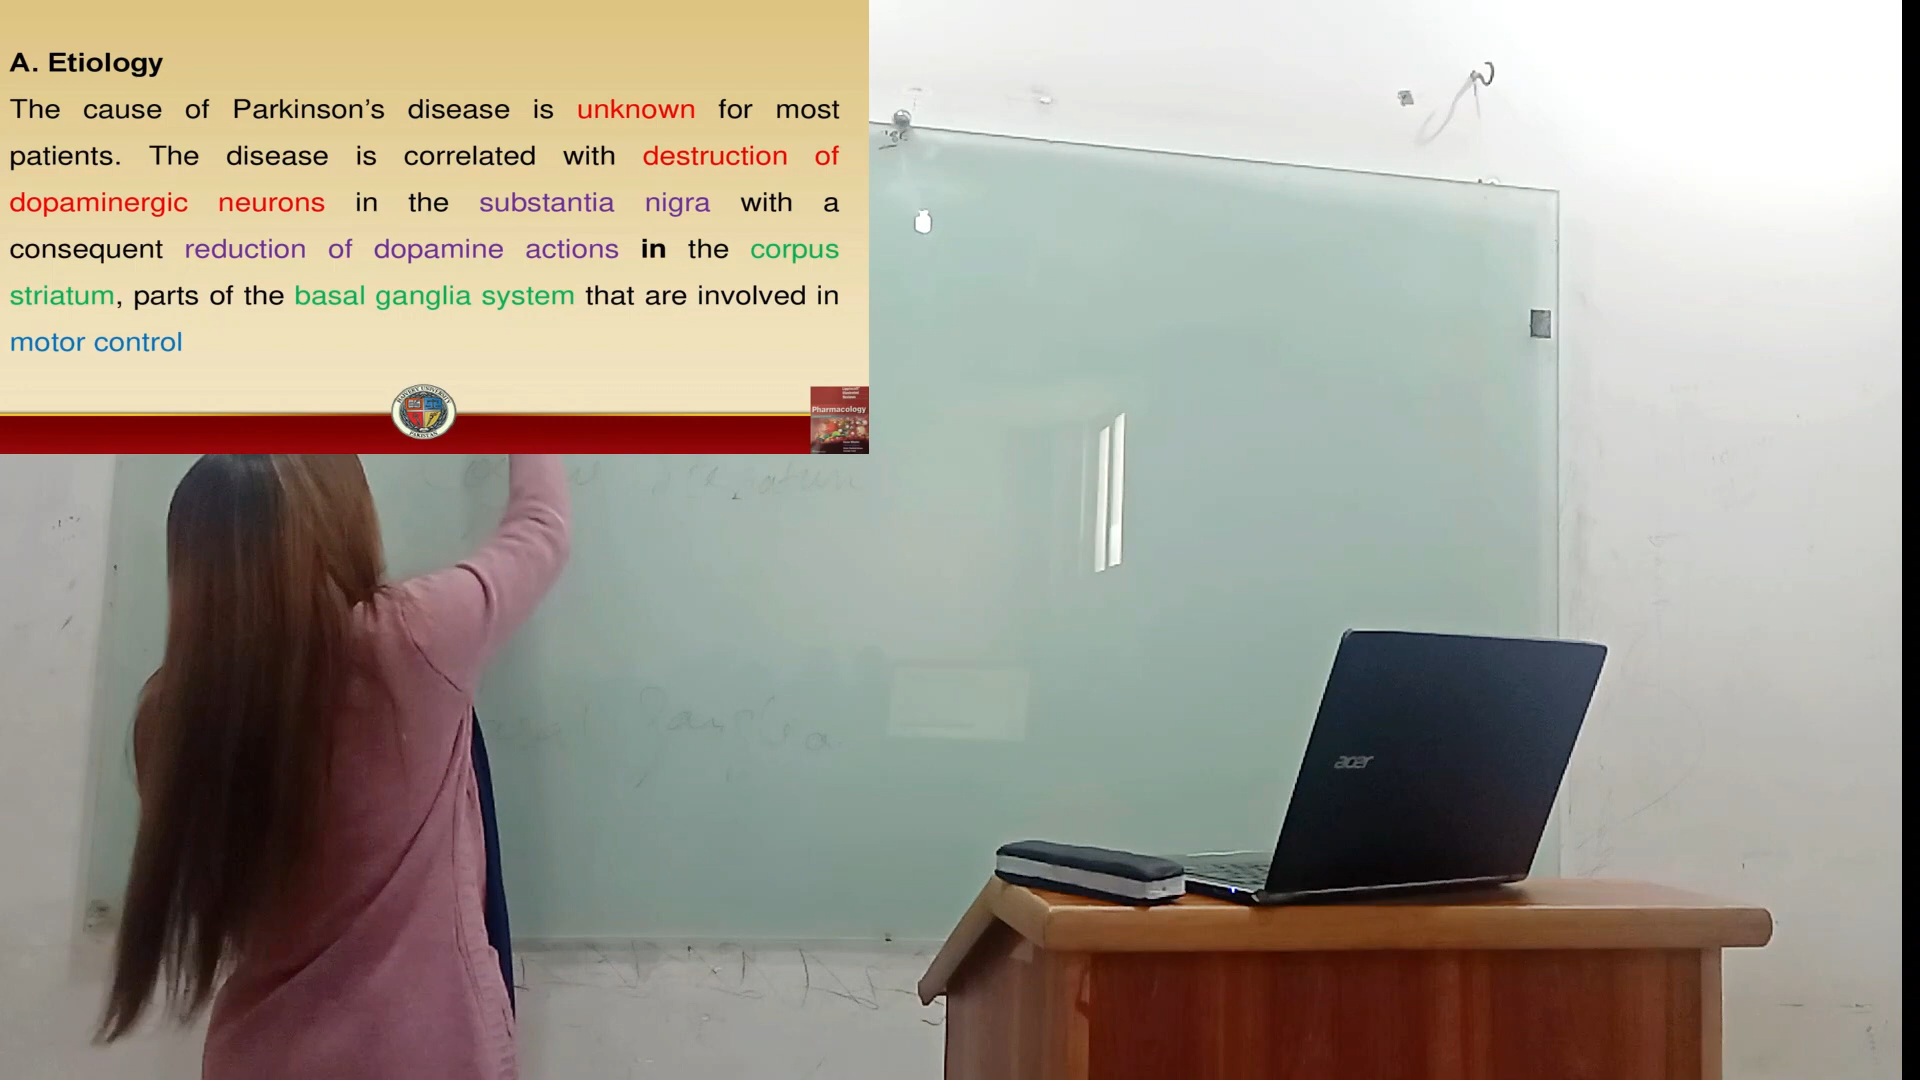 A. Etiology
The cause of Parkinson's disease is unknown for most
patients. The disease is correlated with destruction of
dopaminergic neurons in the substantia nigra with a
consequent reduction of dopamine actions in the corpus
striatum, parts of the basal ganglia system that are involved in
motor control
Pharmacology
PAKISTAN
Ganglia
acer